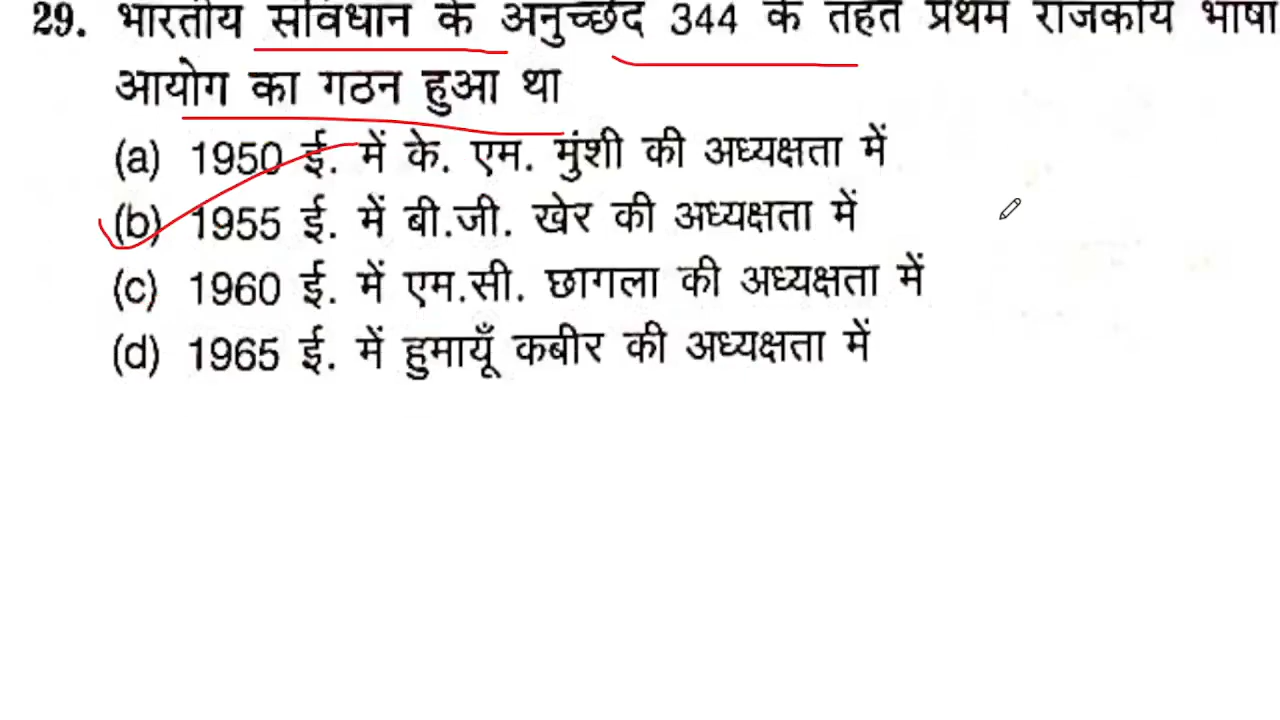 29. भारतीय संविधान के अनुच्छेद 344 के तहत प्रथम राजकीय भाषा
आयोग का गठन हुआ था
(a) 1950 ई. में के. एम. मुंशी की अध्यक्षता में
(b) 1955 ई. में बी.जी. खेर की अध्यक्षता में
(c) 1960 ई. में एम.सी. छागला की अध्यक्षता में
(d) 1965 ई. में हुमायूँ कबीर की अध्यक्षता में